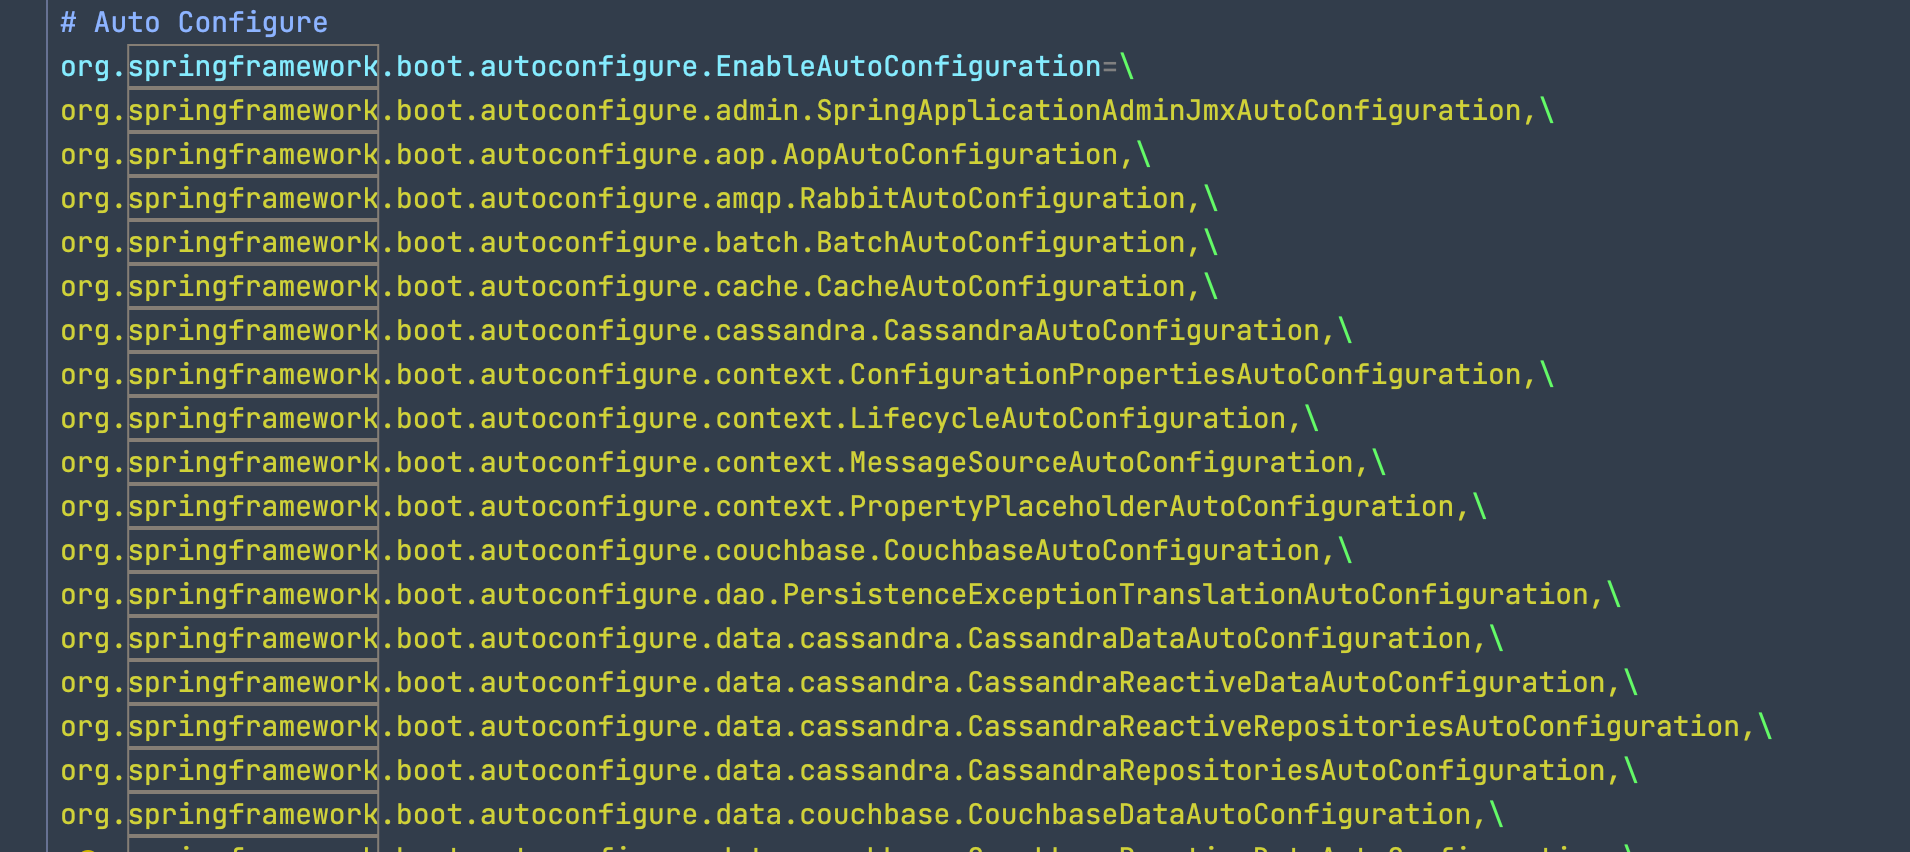 # Auto Configure
org.springframework.boot.autoconfigure.EnableAutoConfiguration=\
org.springframework.boot.autoconfigure.admin.SpringApplicationAdminJmxAutoConfiguration,\
org.springframework.boot.autoconfigure.aop.AopAutoConfiguration,\
org.springframework.boot.autoconfigure.amqp.RabbitAutoConfiguration,\
org.springframework.boot.autoconfigure.batch.BatchAutoConfiguration,\
org.springframework.boot.autoconfigure.cache.CacheAutoConfiguration,\
org.springframework.boot.autoconfigure.cassandra.CassandraAutoConfiguration,\
org.springframework.boot.autoconfigure.context.ConfigurationPropertiesAutoConfiguration,\
org.springframework.boot.autoconfigure.context.LifecycleAutoConfiguration,\
org.springframework.boot.autoconfigure.context.MessageSourceAutoConfiguration,\
org.springframework.boot.autoconfigure.context.PropertyPlaceholderAutoConfiguration,\
org.springframework.boot.autoconfigure.couchbase.CouchbaseAutoConfiguration,\
org.springframework.boot.autoconfigure.dao.PersistenceExceptionTranslationAutoConfiguration,\
org.springframework.boot.autoconfigure.data.cassandra.CassandraDataAutoConfiguration,\
org.springframework.boot.autoconfigure.data.cassandra.CassandraReactiveDataAutoConfiguration,\
org.springframework.boot.autoconfigure.data.cassandra.CassandraReactiveRepositoriesAutoConfiguration,\
org.springframework.boot.autoconfigure.data.cassandra.CassandraRepositoriesAutoConfiguration,\
org.springframework.boot.autoconfigure.data.couchbase.CouchbaseDataAutoConfiguration,\